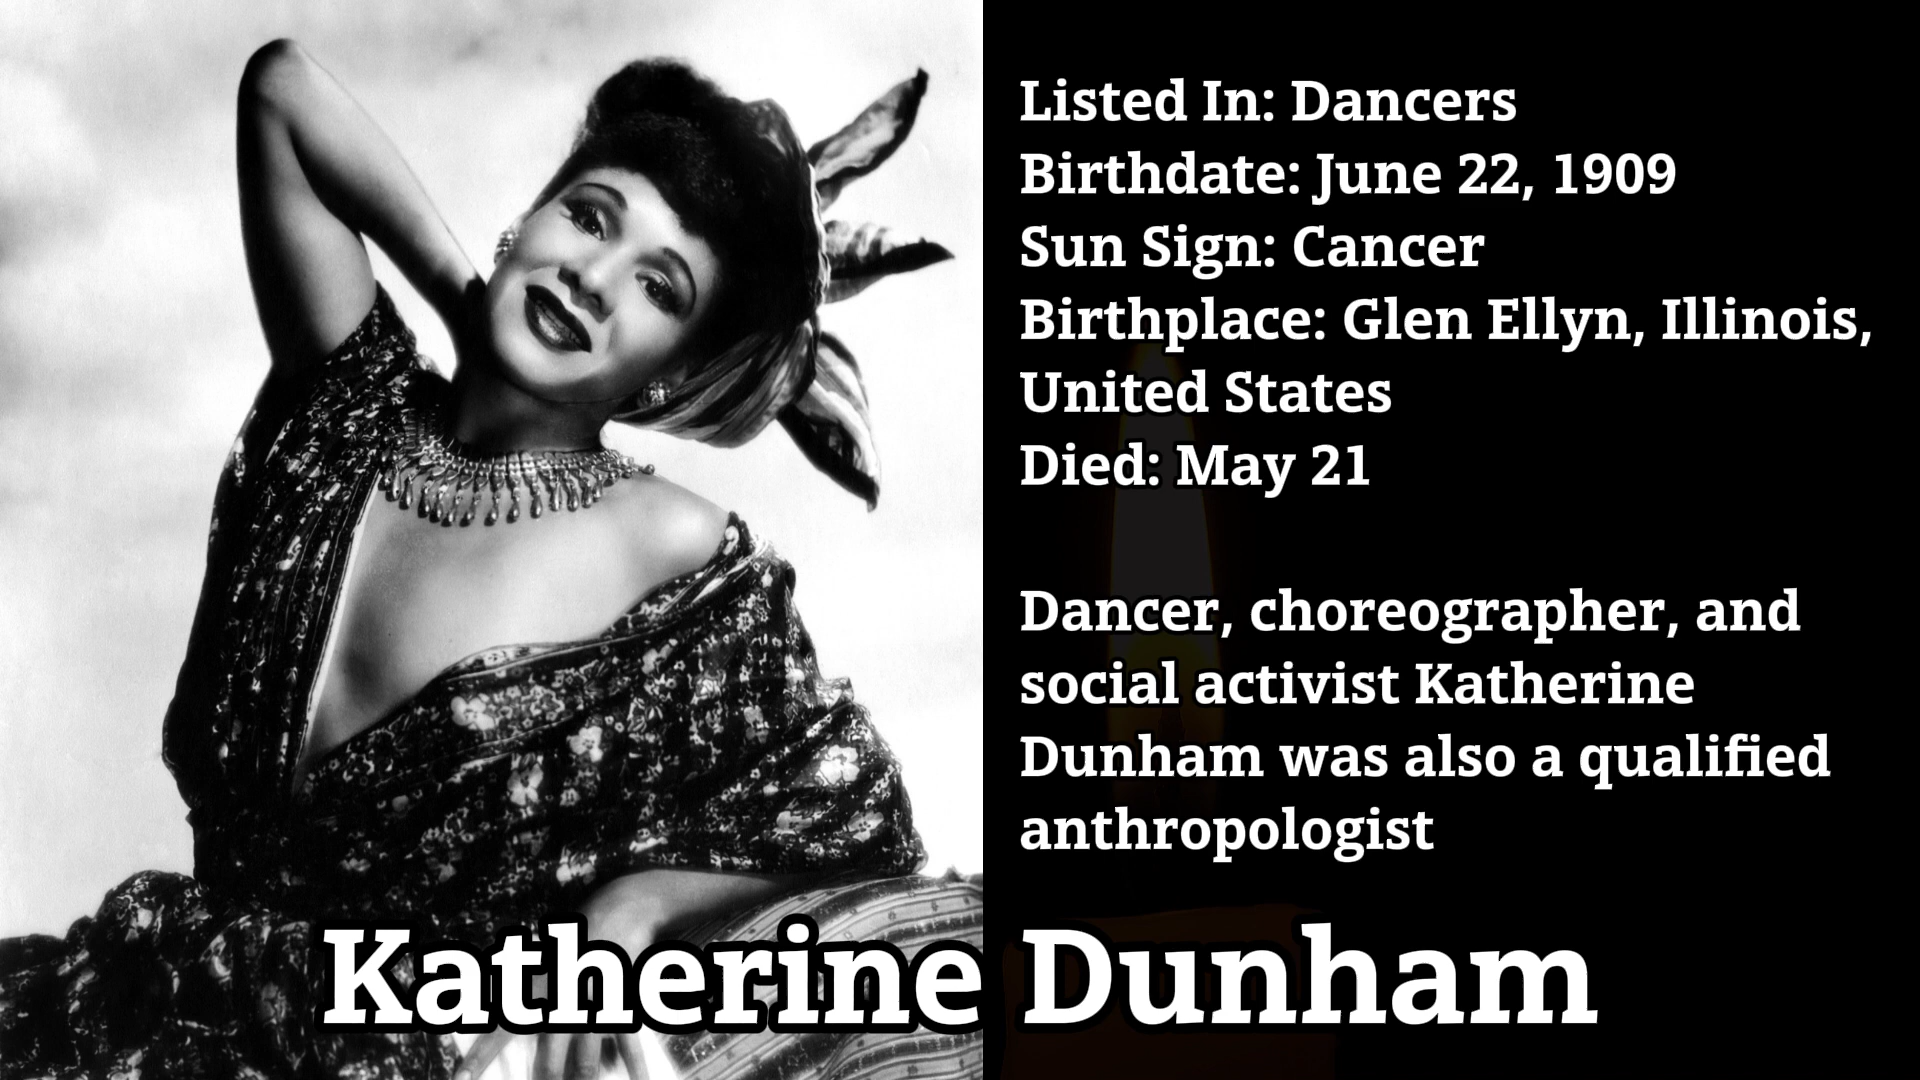 Listed In: Dancers
Birthdate: June 22, 1909
Sun Sign: Cancer
Birthplace: Glen Ellyn, Illinois,
United States
Died: May 21
Dancer, choreographer, and
social activist Katherine
Dunham was also a qualified
anthropologist
Katherine Dunham